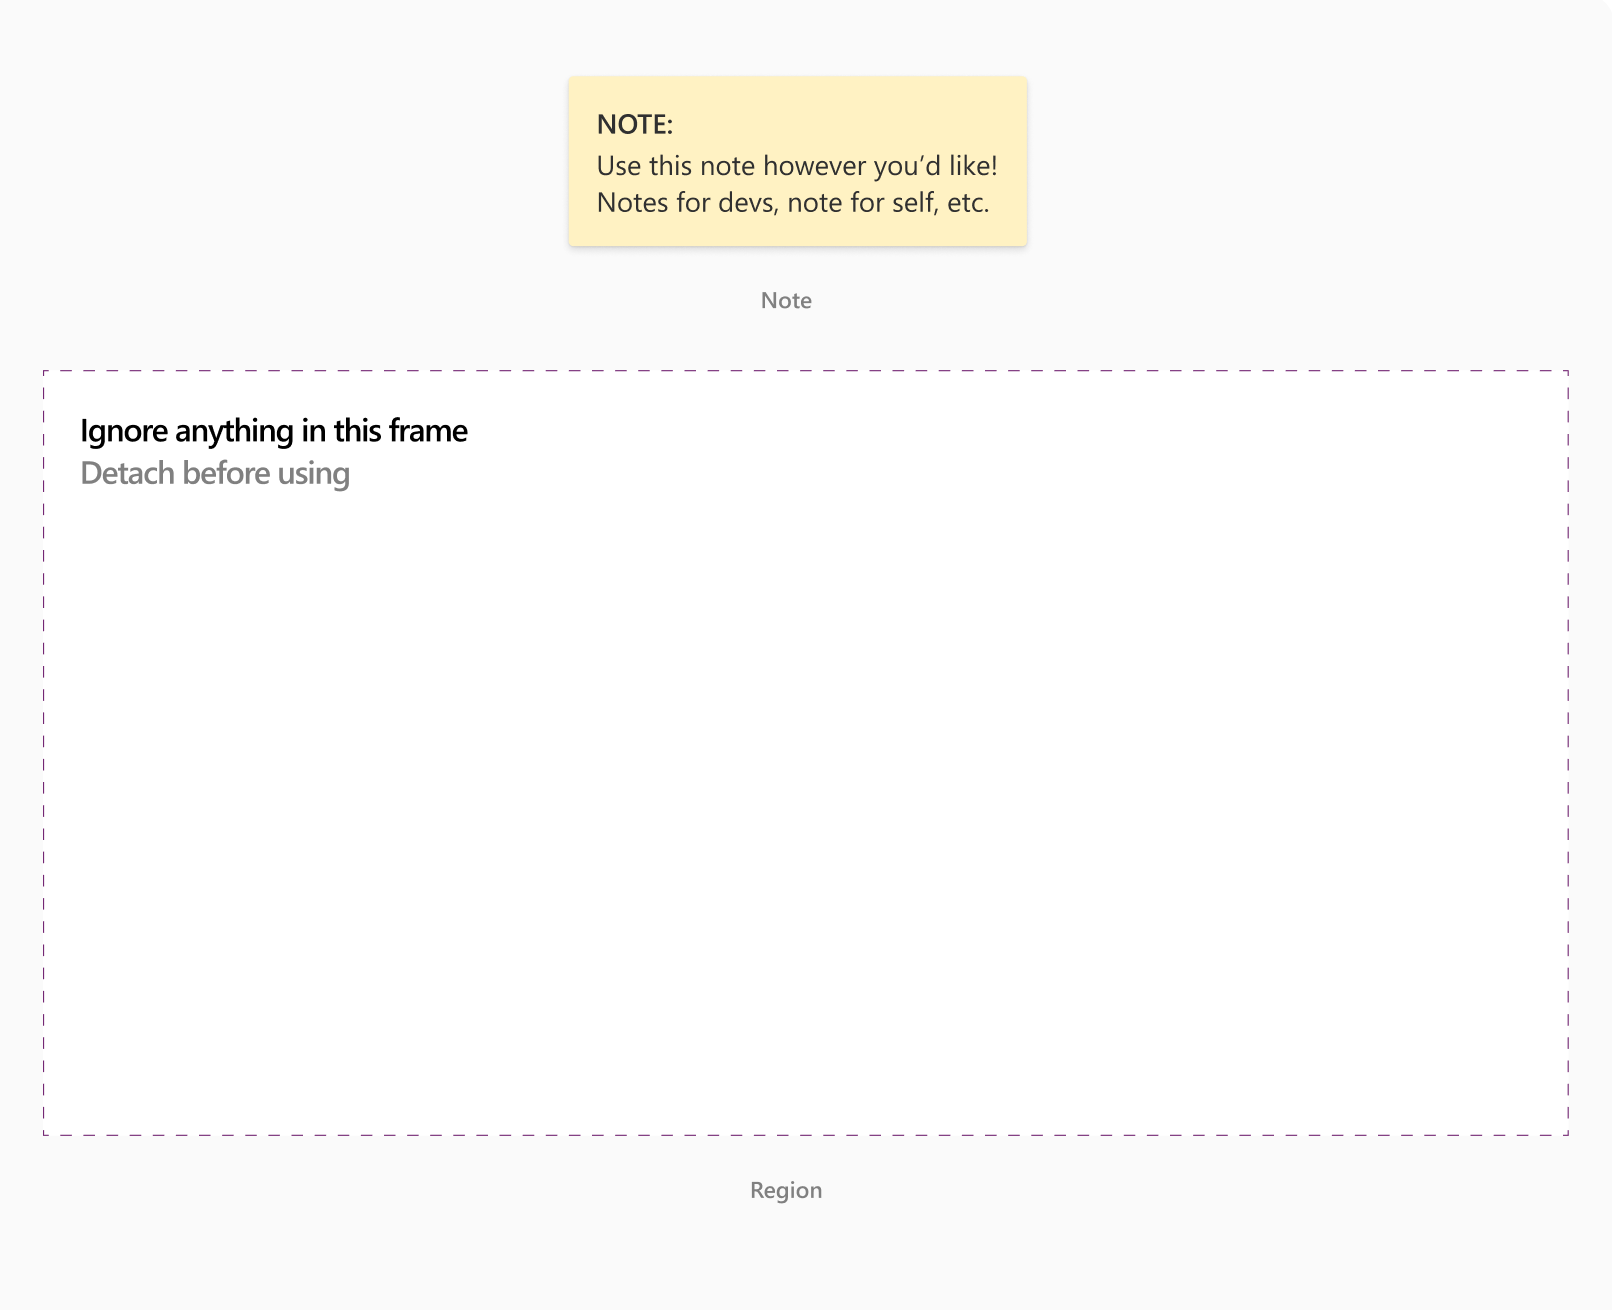 NOTE:
Use this note however you’d like!
Notes for devs, note for self, etc.
Note
Ignore anything in this frame
Detach before using
Region